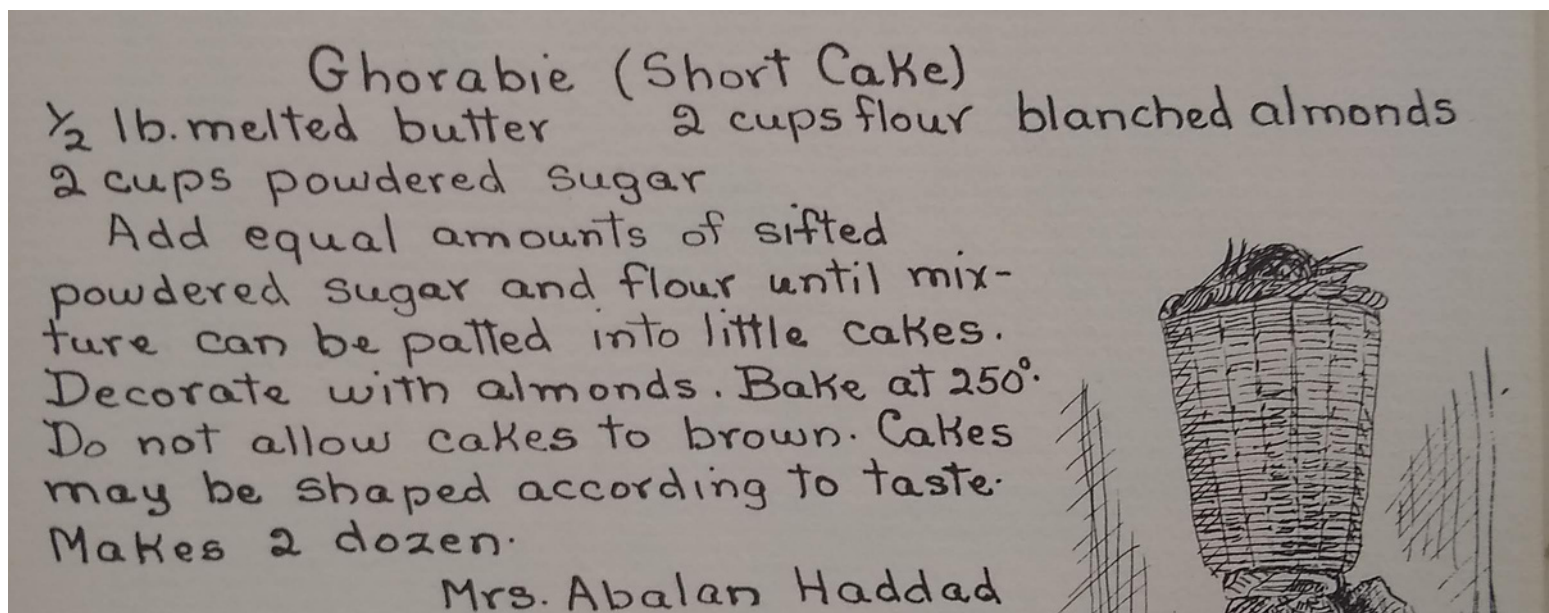 Ghorabie (Short Cake)
½ lb. melted butter 2 cups flour blanched almonds
2 cups powdered sugar
Add equal amounts of sifted
powdered sugar and flour until mix-
ture can be patted into little cakes.
Decorate with almonds. Bake at 250°.
Do not allow cakes to brown. Cakes
may be shaped according to taste.
Makes 2 dozen.
Mrs. Abalan Haddad